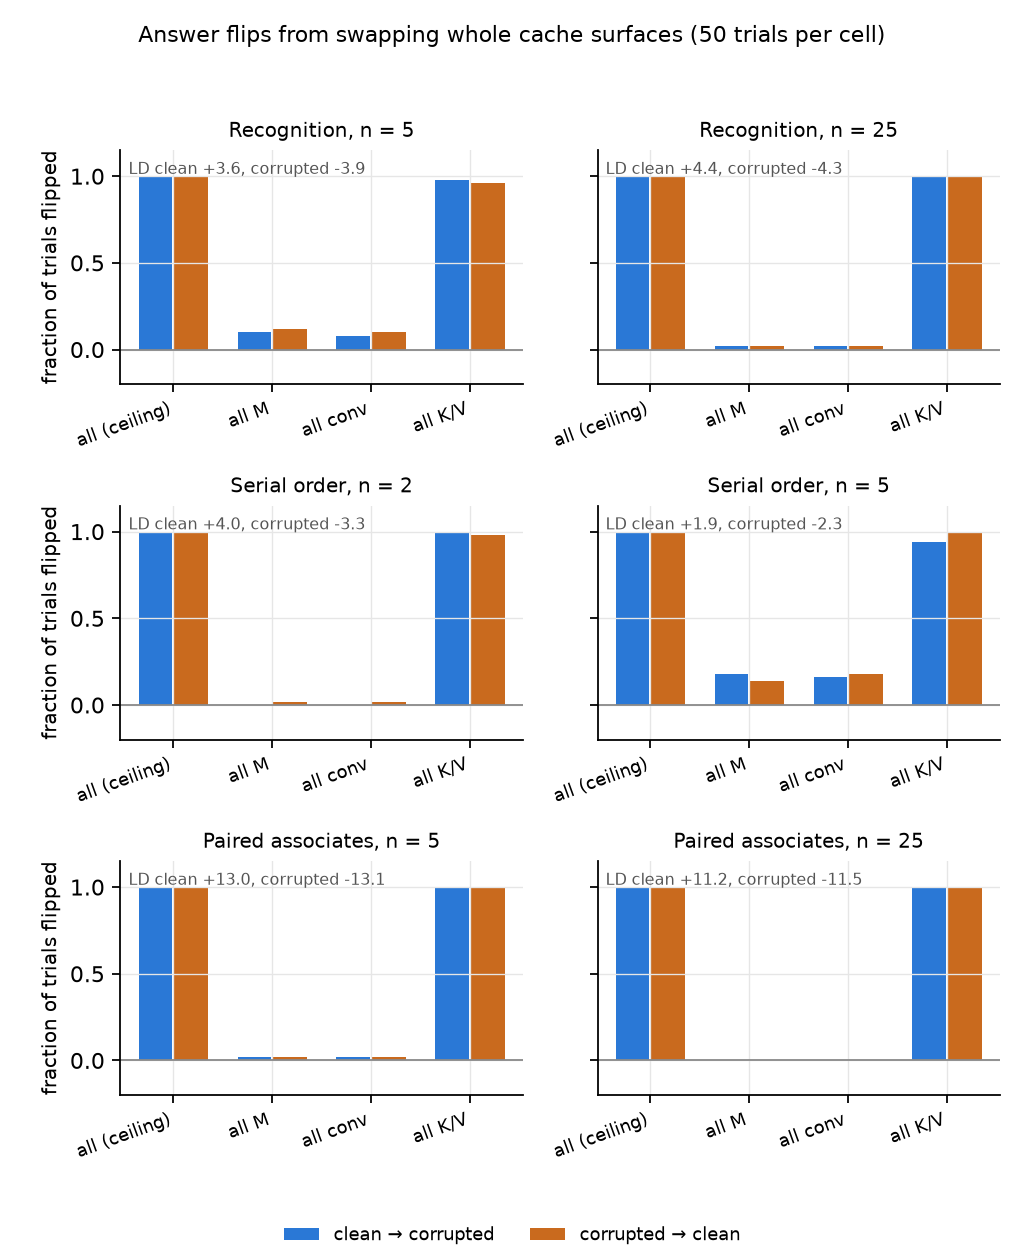 Answer flips from swapping whole cache surfaces (50 trials per cell)
Recognition, n = 5
LD clean +3.6, corrupted -3.9
fraction of trials flipped
1.0
0.5
0.0
all (ceiling)
all M
all conv
all K/V
Recognition, n = 25
LD clean +4.4, corrupted -4.3
all (ceiling)
all M
all conv
all K/V
Serial order, n = 2
LD clean +4.0, corrupted -3.3
fraction of trials flipped
1.0
0.5
0.0
all (ceiling)
all M
all conv
all K/V
Serial order, n = 5
LD clean +1.9, corrupted -2.3
all (ceiling)
all M
all conv
all K/V
Paired associates, n = 5
LD clean +13.0, corrupted -13.1
fraction of trials flipped
1.0
0.5
0.0
all (ceiling)
all M
all conv
all K/V
Paired associates, n = 25
LD clean +11.2, corrupted -11.5
all (ceiling)
all M
all conv
all K/V
clean → corrupted
corrupted → clean